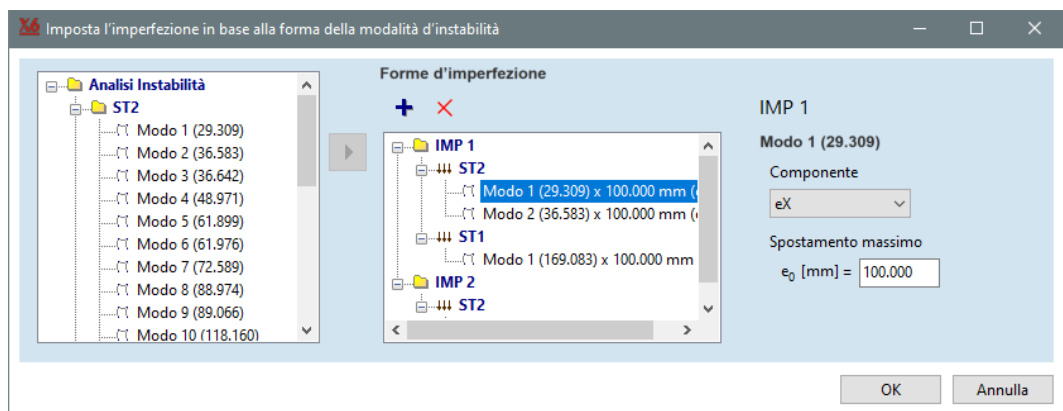 X6 Imposta l'imperfezione in base alla forma della modalità d'instabilità
Analisi Instabilità
ST2
Modo 1 (29.309)
Modo 2 (36.583)
Modo 3 (36.642)
Modo 4 (48.971)
Modo 5 (61.899)
Modo 6 (61.976)
Modo 7 (72.589)
Modo 8 (88.974)
Modo 9 (89.066)
Modo 10 (118.160)
Forme d'imperfezione
IMP 1
ST2
Modo 1 (29.309) x 100.000 mm (
Modo 2 (36.583) x 100.000 mm (
ST1
Modo 1 (169.083) x 100.000 mm
IMP 2
ST2
IMP 1
Modo 1 (29.309)
Componente
eX
Spostamento massimo
e0 [mm] = 100.000
OK Annulla